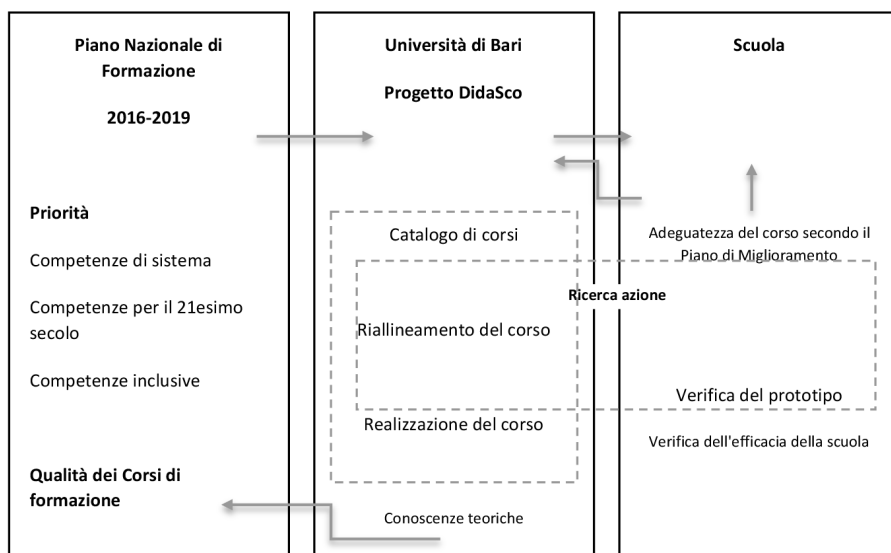 Piano Nazionale di
Formazione
2016-2019
Priorità
Competenze di sistema
Competenze per il 21esimo
secolo
Competenze inclusive
Qualità dei Corsi di
formazione
Università di Bari
Progetto DidaSco
Catalogo di corsi
Riallineamento del corso
Realizzazione del corso
Conoscenze teoriche
Ricerca azione
Scuola
Adeguatezza del corso secondo il
Piano di Miglioramento
Verifica del prototipo
Verifica dell'efficacia della scuola